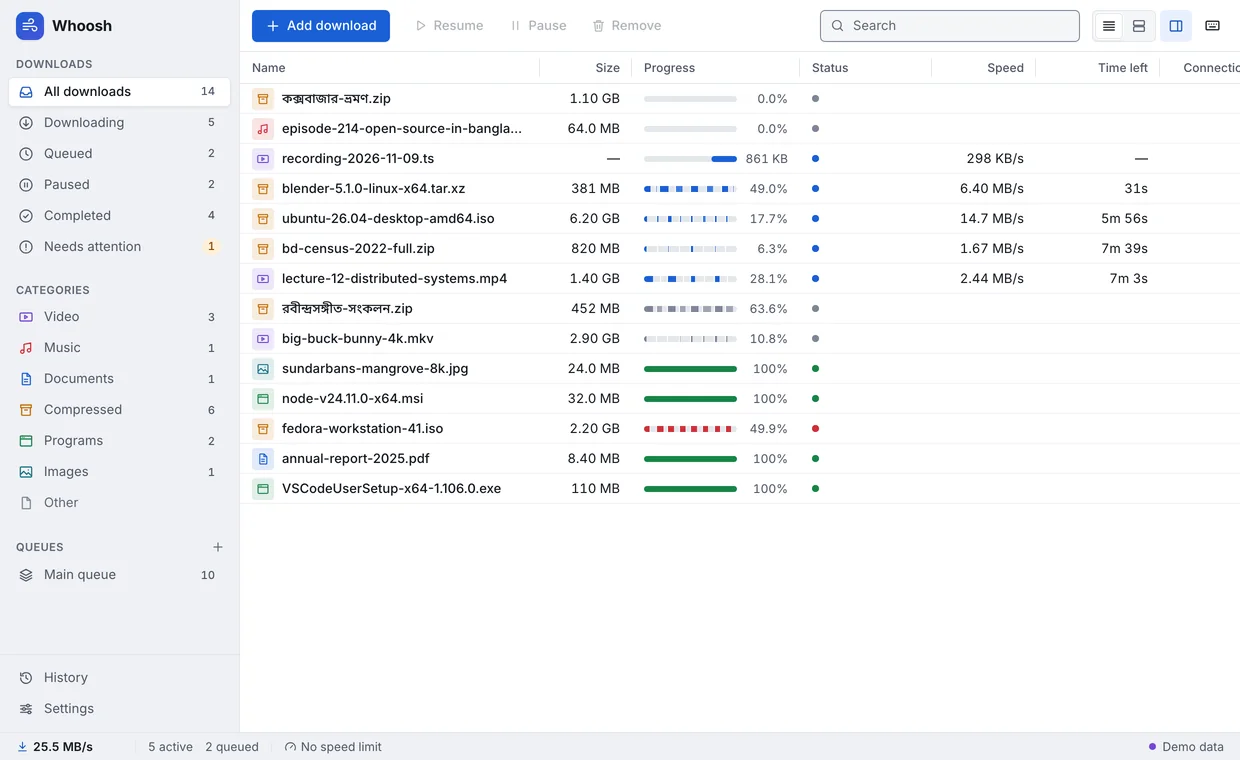 Whoosh
Add download
Resume
Pause
Remove
Search
DOWNLOADS
All downloads 14
Downloading 5
Queued 2
Paused 2
Completed 4
Needs attention 1
CATEGORIES
Video 3
Music 1
Documents 1
Compressed 6
Programs 2
Images 1
Other
QUEUES
Main queue 10
History
Settings
Name Size Progress Status Speed Time left Connectio
কক্সবাজার-ভ্রমণ.zip 1.10 GB 0.0%
episode-214-open-source-in-bangla... 64.0 MB 0.0%
recording-2026-11-09.ts — 861 KB 298 KB/s —
blender-5.1.0-linux-x64.tar.xz 381 MB 49.0% 6.40 MB/s 31s
ubuntu-26.04-desktop-amd64.iso 6.20 GB 17.7% 14.7 MB/s 5m 56s
bd-census-2022-full.zip 820 MB 6.3% 1.67 MB/s 7m 39s
lecture-12-distributed-systems.mp4 1.40 GB 28.1% 2.44 MB/s 7m 3s
রবীন্দ্রসঙ্গীত-সংকলন.zip 452 MB 63.6%
big-buck-bunny-4k.mkv 2.90 GB 10.8%
sundarbans-mangrove-8k.jpg 24.0 MB 100%
node-v24.11.0-x64.msi 32.0 MB 100%
fedora-workstation-41.iso 2.20 GB 49.9%
annual-report-2025.pdf 8.40 MB 100%
VSCodeUserSetup-x64-1.106.0.exe 110 MB 100%
25.5 MB/s 5 active 2 queued No speed limit Demo data